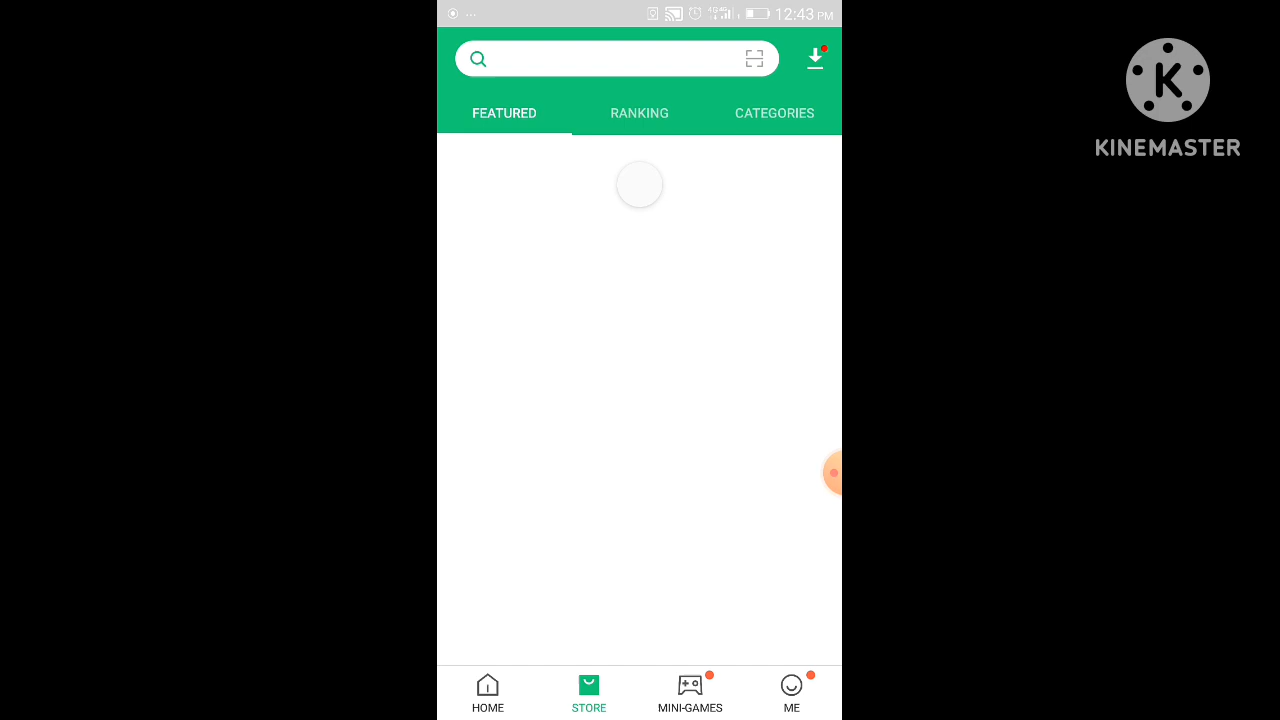 12:43 PM
FEATURED RANKING CATEGORIES
HOME STORE MINI-GAMES ME
K
KINEMASTER